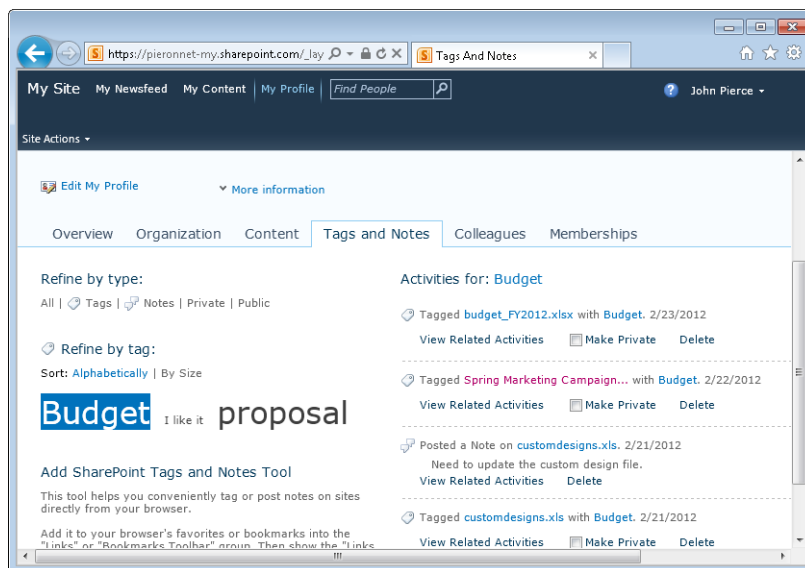 https://pieronnet-my.sharepoint.com/_lay
Tags And Notes
My Site My Newsfeed My Content My Profile Find People
John Pierce
Site Actions
Edit My Profile
More information
Overview Organization Content Tags and Notes Colleagues Memberships
Refine by type:
All | Tags | Notes | Private | Public
Refine by tag:
Sort: Alphabetically | By Size
Budget I like it proposal
Add SharePoint Tags and Notes Tool
This tool helps you conveniently tag or post notes on sites
directly from your browser.
Add it to your browser's favorites or bookmarks into the
"Links" or "Bookmarks Toolbar" group. Then show the "Links
Activities for: Budget
Tagged budget_FY2012.xlsx with Budget. 2/23/2012
View Related Activities Make Private Delete
Tagged Spring Marketing Campaign... with Budget. 2/22/2012
View Related Activities Make Private Delete
Posted a Note on customdesigns.xls. 2/21/2012
Need to update the custom design file.
View Related Activities Delete
Tagged customdesigns.xls with Budget. 2/21/2012
View Related Activities Make Private Delete